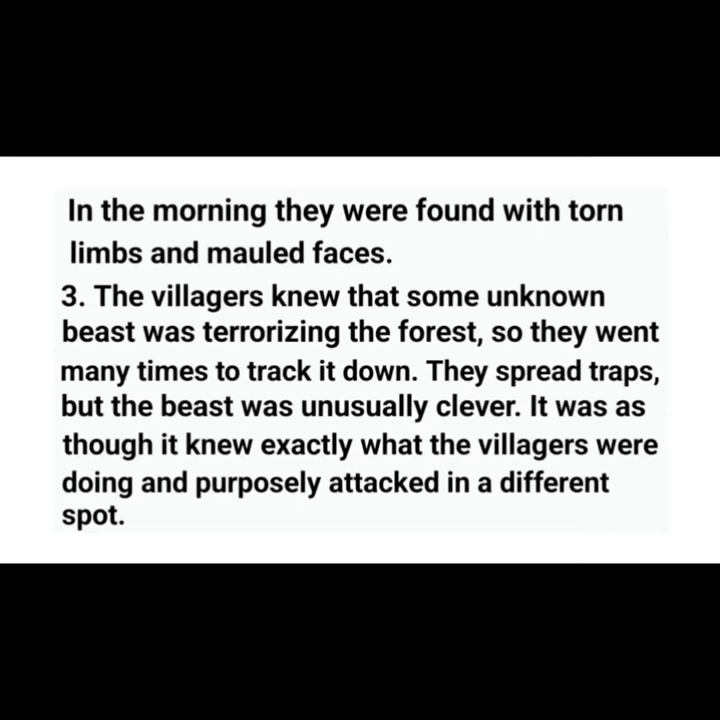 In the morning they were found with torn
limbs and mauled faces.
3. The villagers knew that some unknown
beast was terrorizing the forest, so they went
many times to track it down. They spread traps,
but the beast was unusually clever. It was as
though it knew exactly what the villagers were
doing and purposely attacked in a different
spot.